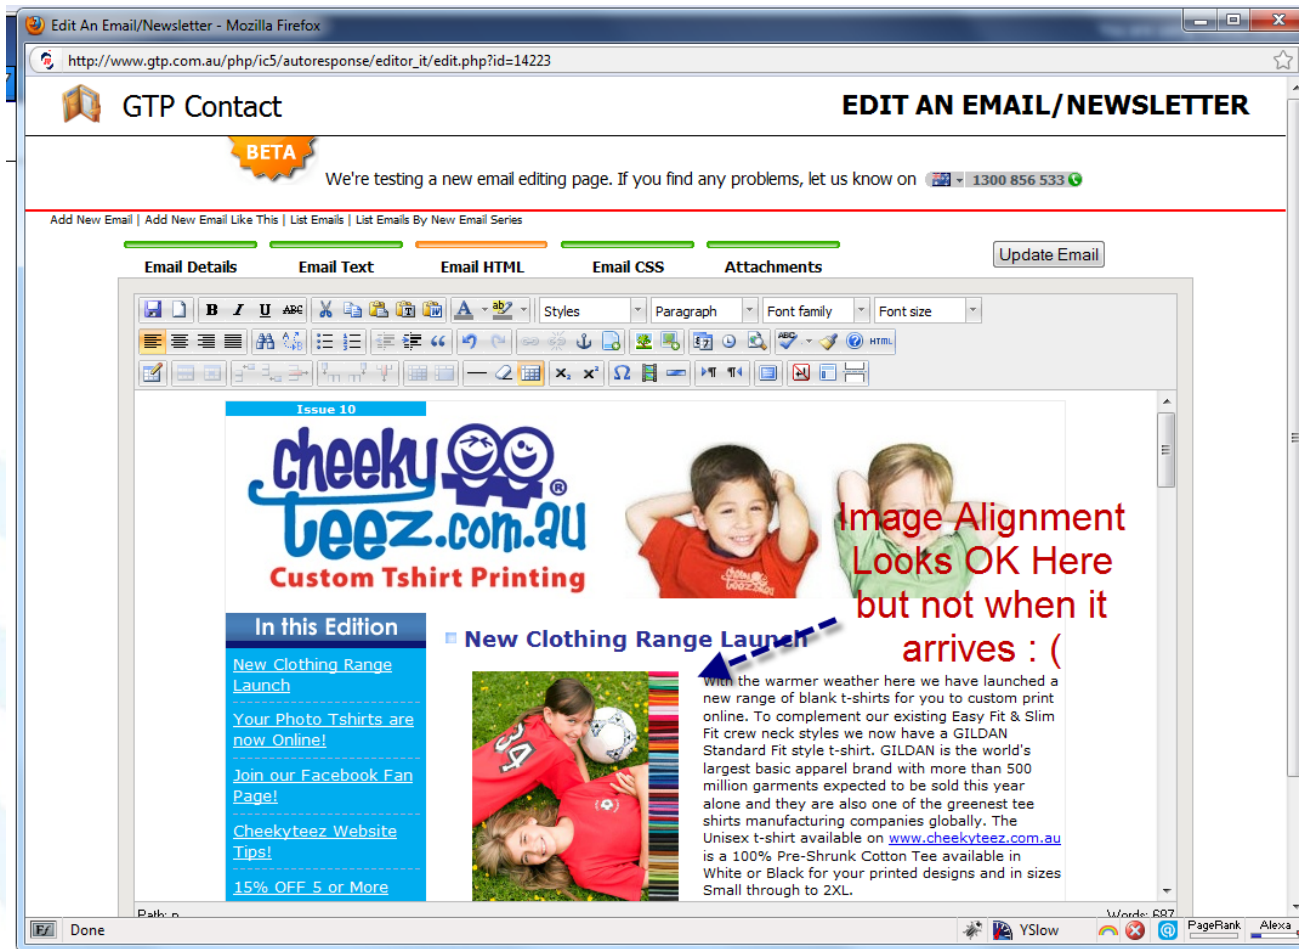 Edit An Email/Newsletter - Mozilla Firefox
http://www.gtp.com.au/php/ic5/autoresponse/editor_it/edit.php?id=14223
GTP Contact
EDIT AN EMAIL/NEWSLETTER
BETA
We're testing a new email editing page. If you find any problems, let us know on 1300 856 533
Add New Email | Add New Email Like This | List Emails | List Emails By New Email Series
Email Details Email Text Email HTML Email CSS Attachments
Update Email
B I U ABC Styles Paragraph Font family Font size
HTML
Issue 10
cheeky
teez.com.au
Custom Tshirt Printing
Image Alignment
Looks OK Here
but not when it
arrives : (
In this Edition
New Clothing Range
Launch
Your Photo Tshirts are
now Online!
Join our Facebook Fan
Page!
Cheekyteez Website
Tips!
15% OFF 5 or More
New Clothing Range Launch
34
With the warmer weather here we have launched a
new range of blank t-shirts for you to custom print
online. To complement our existing Easy Fit & Slim
Fit crew neck styles we now have a GILDAN
Standard Fit style t-shirt. GILDAN is the world's
largest basic apparel brand with more than 500
million garments expected to be sold this year
alone and they are also one of the greenest tee
shirts manufacturing companies globally. The
Unisex t-shirt available on www.cheekyteez.com.au
is a 100% Pre-Shrunk Cotton Tee available in
White or Black for your printed designs and in sizes
Small through to 2XL.
Path: p
Words: 687
Done
YSlow
PageRank
Alexa